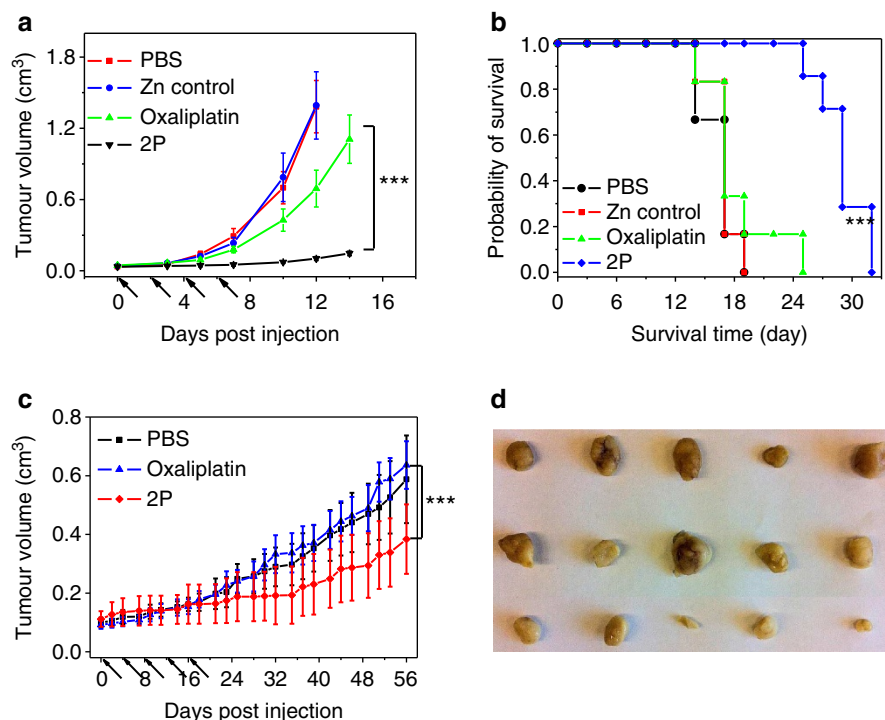 a
Tumour volume (cm3)
1.8
1.2
0.6
0.0
PBS
Zn control
Oxaliplatin
2P
***
0
4
8
12
16
Days post injection
b
Probability of survival
1.0
0.8
0.6
0.4
0.2
0.0
PBS
Zn control
Oxaliplatin
2P
***
0
6
12
18
24
30
Survival time (day)
c
Tumour volume (cm3)
0.8
0.6
0.4
0.2
0.0
PBS
Oxaliplatin
2P
***
0
8
16
24
32
40
48
56
Days post injection
d